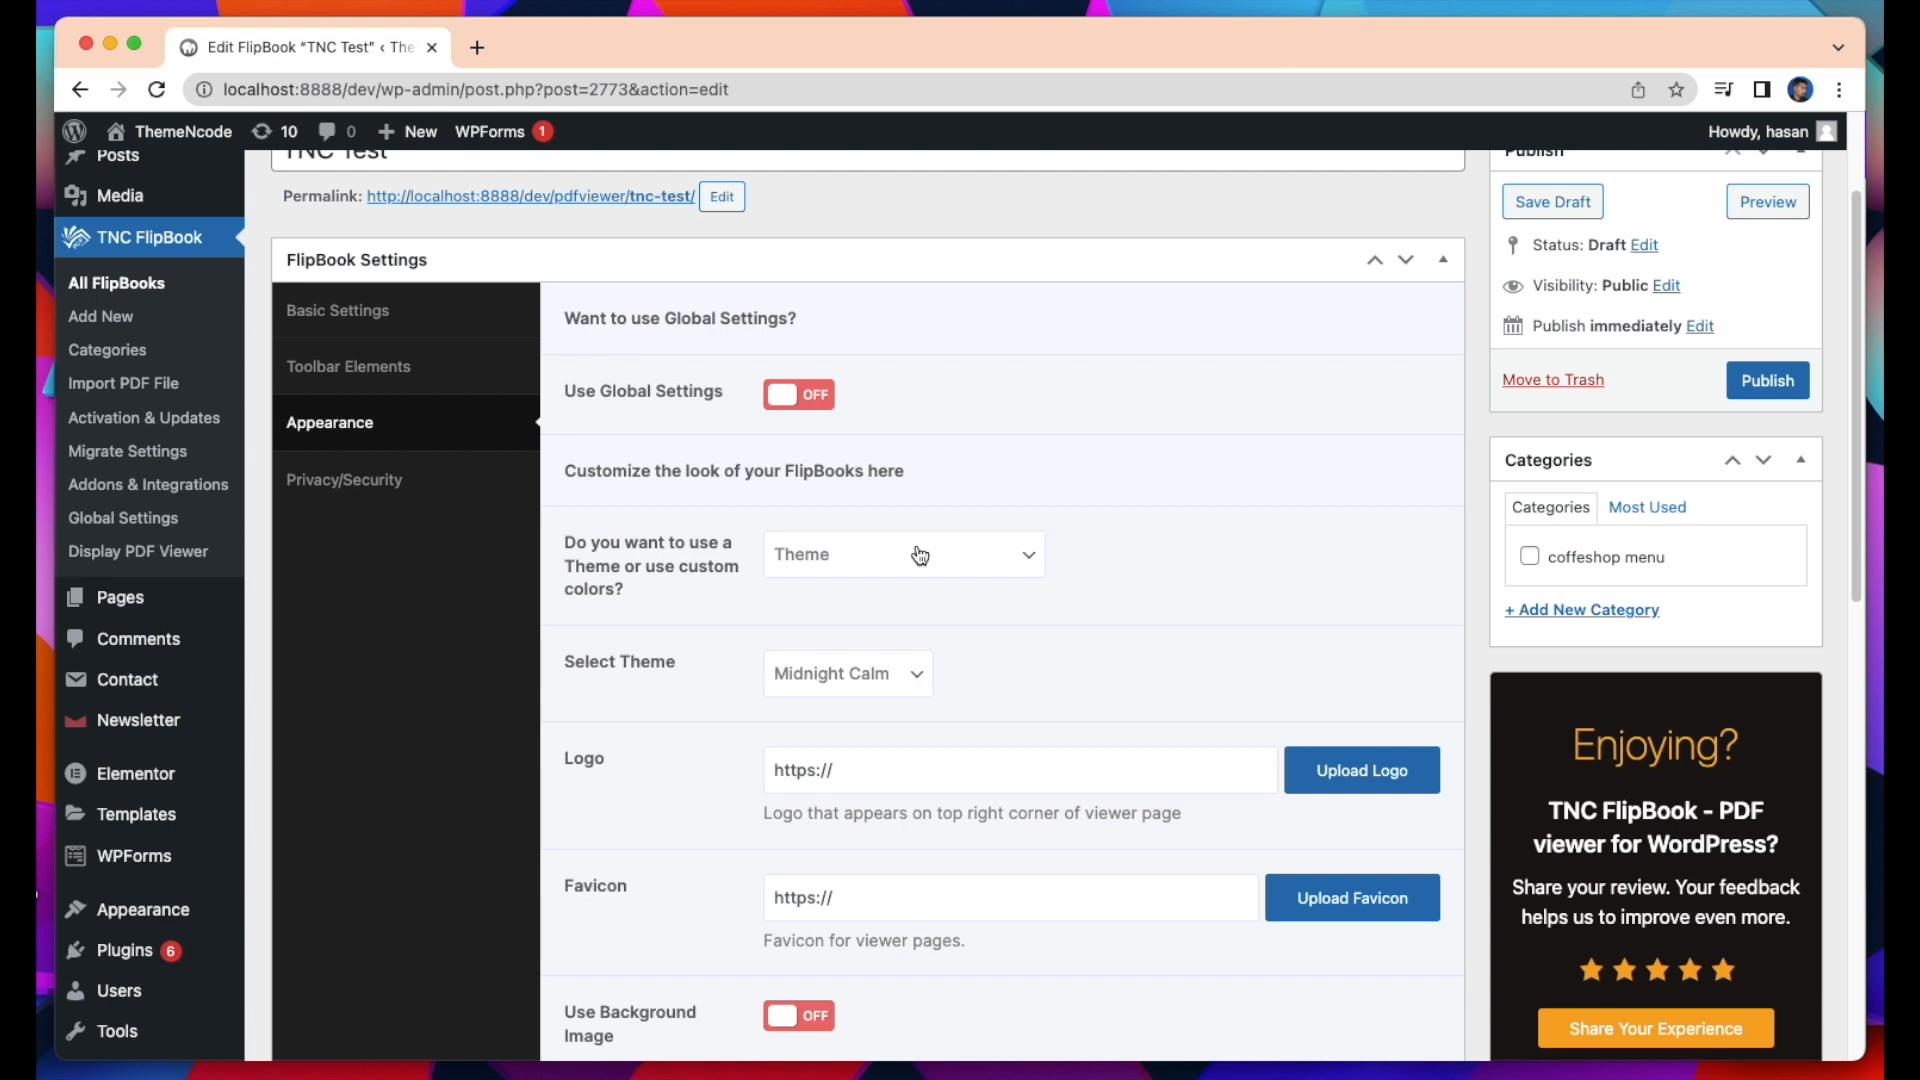 Edit FlipBook “TNC Test” ‹ The
localhost:8888/dev/wp-admin/post.php?post=2773&action=edit
ThemeNcode 10 0 New WPForms 1
Howdy, hasan
Posts
Media
TNC FlipBook
All FlipBooks
Add New
Categories
Import PDF File
Activation & Updates
Migrate Settings
Addons & Integrations
Global Settings
Display PDF Viewer
Pages
Comments
Contact
Newsletter
Elementor
Templates
WPForms
Appearance
Plugins 6
Users
Tools
TNC Test
Permalink: http://localhost:8888/dev/pdfviewer/tnc-test/ Edit
FlipBook Settings
Basic Settings
Toolbar Elements
Appearance
Privacy/Security
Want to use Global Settings?
Use Global Settings OFF
Customize the look of your FlipBooks here
Do you want to use a
Theme or use custom
colors?
Theme
Select Theme
Midnight Calm
Logo
https://
Upload Logo
Logo that appears on top right corner of viewer page
Favicon
https://
Upload Favicon
Favicon for viewer pages.
Use Background
Image
OFF
Publish
Save Draft
Preview
Status: Draft Edit
Visibility: Public Edit
Publish immediately Edit
Move to Trash
Publish
Categories
Categories
Most Used
coffeshop menu
+ Add New Category
Enjoying?
TNC FlipBook - PDF
viewer for WordPress?
Share your review. Your feedback
helps us to improve even more.
Share Your Experience